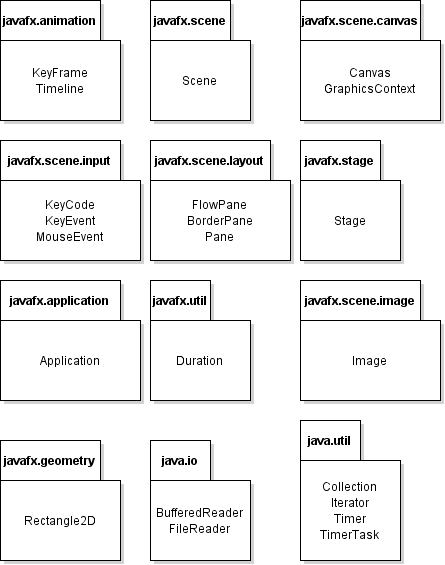 javafx.animation
KeyFrame
Timeline
javafx.scene
Scene
javafx.scene.canvas
Canvas
GraphicsContext
javafx.scene.input
KeyCode
KeyEvent
MouseEvent
javafx.scene.layout
FlowPane
BorderPane
Pane
javafx.stage
Stage
javafx.application
Application
javafx.util
Duration
javafx.scene.image
Image
javafx.geometry
Rectangle2D
java.io
BufferedReader
FileReader
java.util
Collection
Iterator
Timer
TimerTask